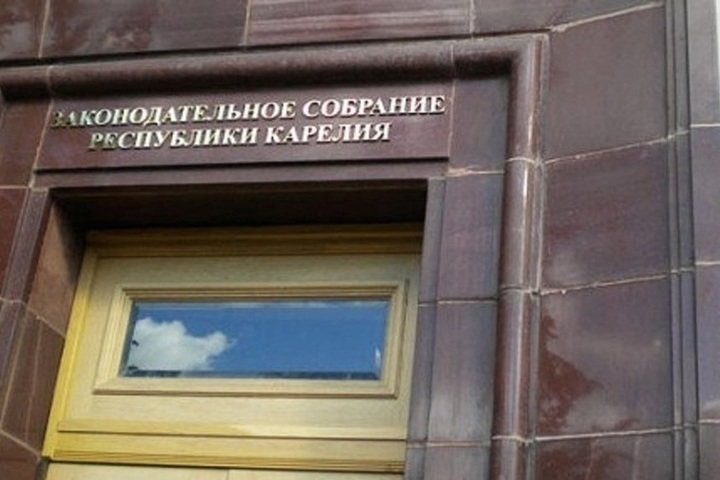 ЗАКОНОДАТЕЛЬНОЕ СОБРАНИЕ
РЕСПУБЛИКИ КАРЕЛИЯ